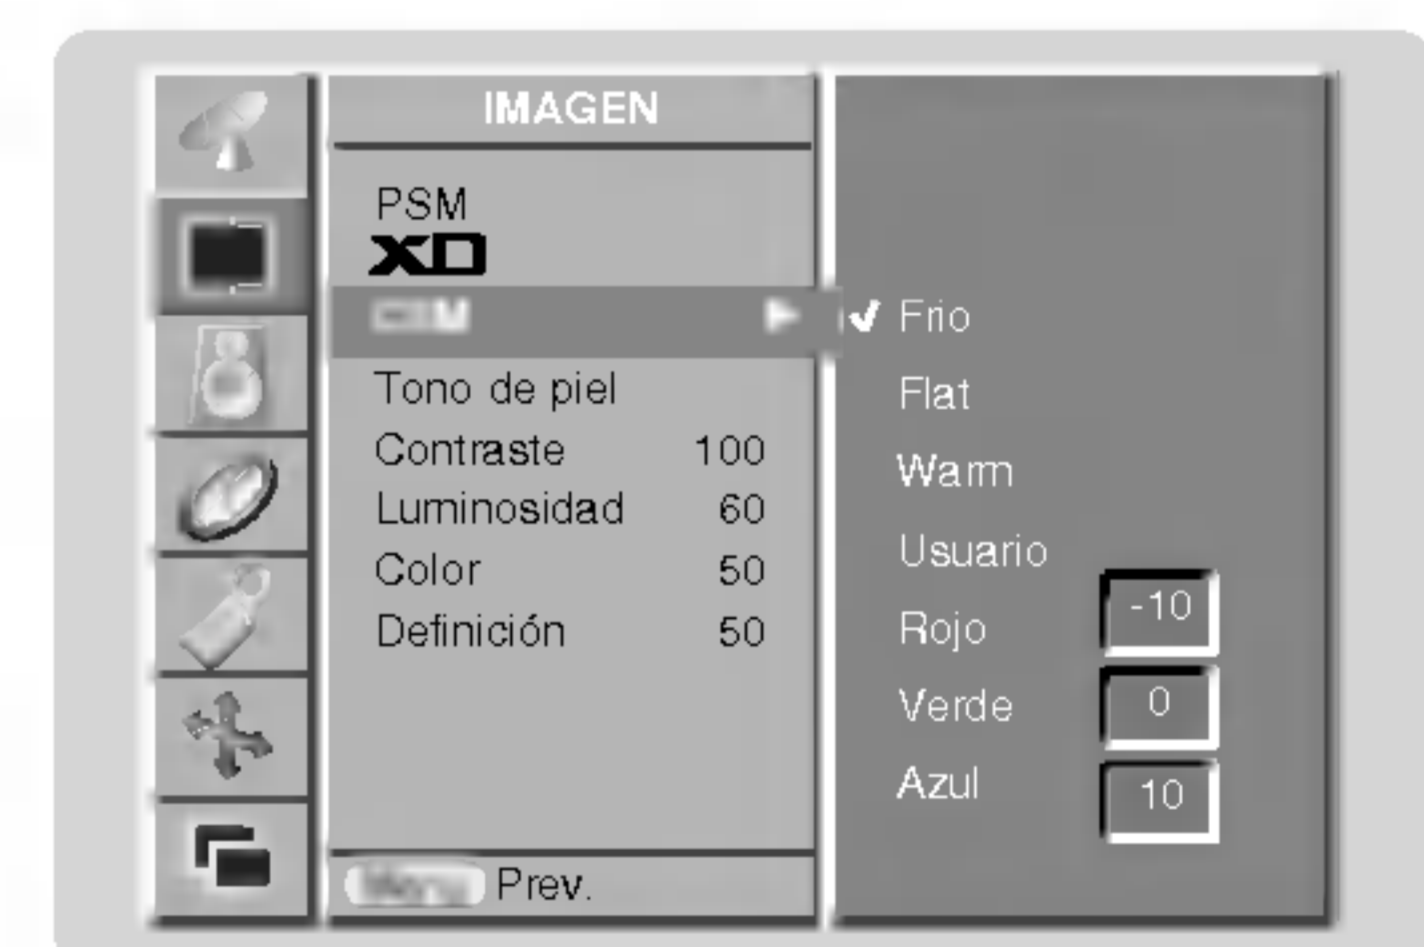 IMAGEN
PSM
XD
Tono de piel
Contraste 100
Luminosidad 60
Color 50
Definición 50
Prev.
Frio
Flat
Warm
Usuario
Rojo -10
Verde 0
Azul 10